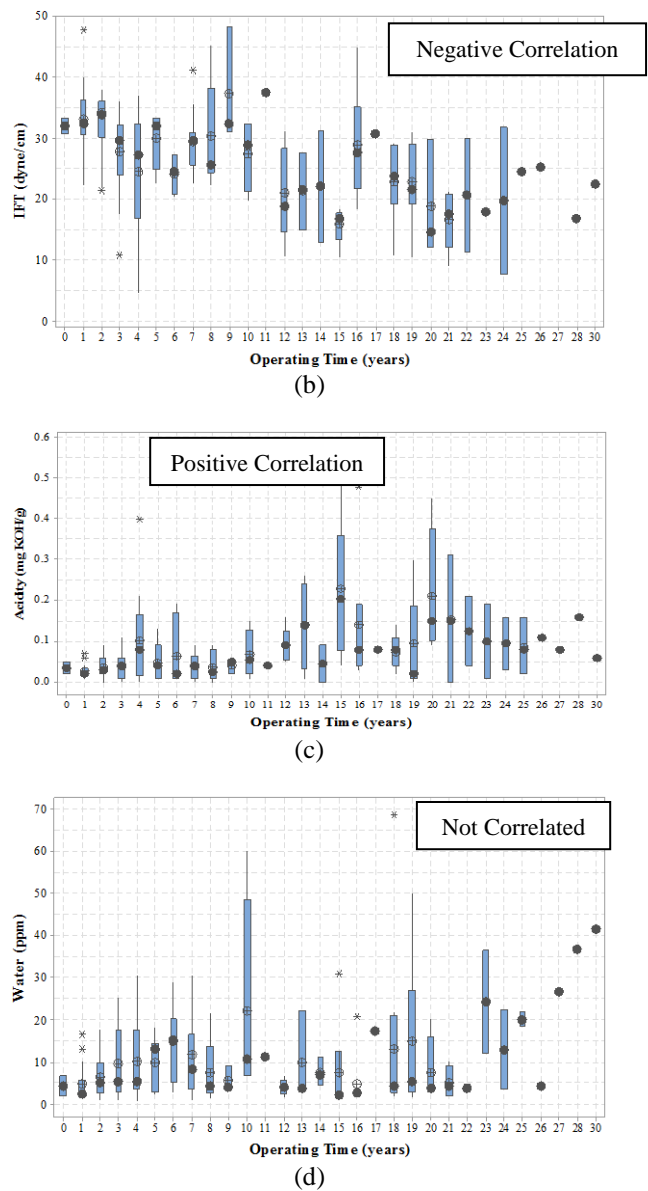 50
Negative Correlation
40
30
20
10
0
IFT (dyne/cm)
0 1 2 3 4 5 6 7 8 9 10 11 12 13 14 15 16 17 18 19 20 21 22 23 24 25 26 28 30
Operating Time (years)
(b)
0.6
Positive Correlation
0.5
0.4
0.3
0.2
0.1
0.0
Acidty (mg KOH/g)
0 1 2 3 4 5 6 7 8 9 10 11 12 13 14 15 16 17 18 19 20 21 22 23 24 25 26 27 28 30
Operating Time (years)
(c)
70
Not Correlated
60
50
40
30
20
10
0
Water (ppm)
0 1 2 3 4 5 6 7 8 9 10 11 12 13 14 15 16 17 18 19 20 21 22 23 24 25 26 27 28 30
Operating Time (years)
(d)